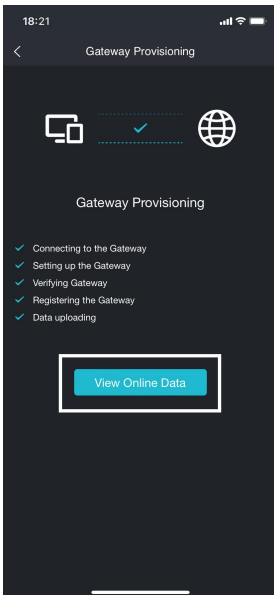 18:21
Gateway Provisioning
Gateway Provisioning
Connecting to the Gateway
Setting up the Gateway
Verifying Gateway
Registering the Gateway
Data uploading
View Online Data